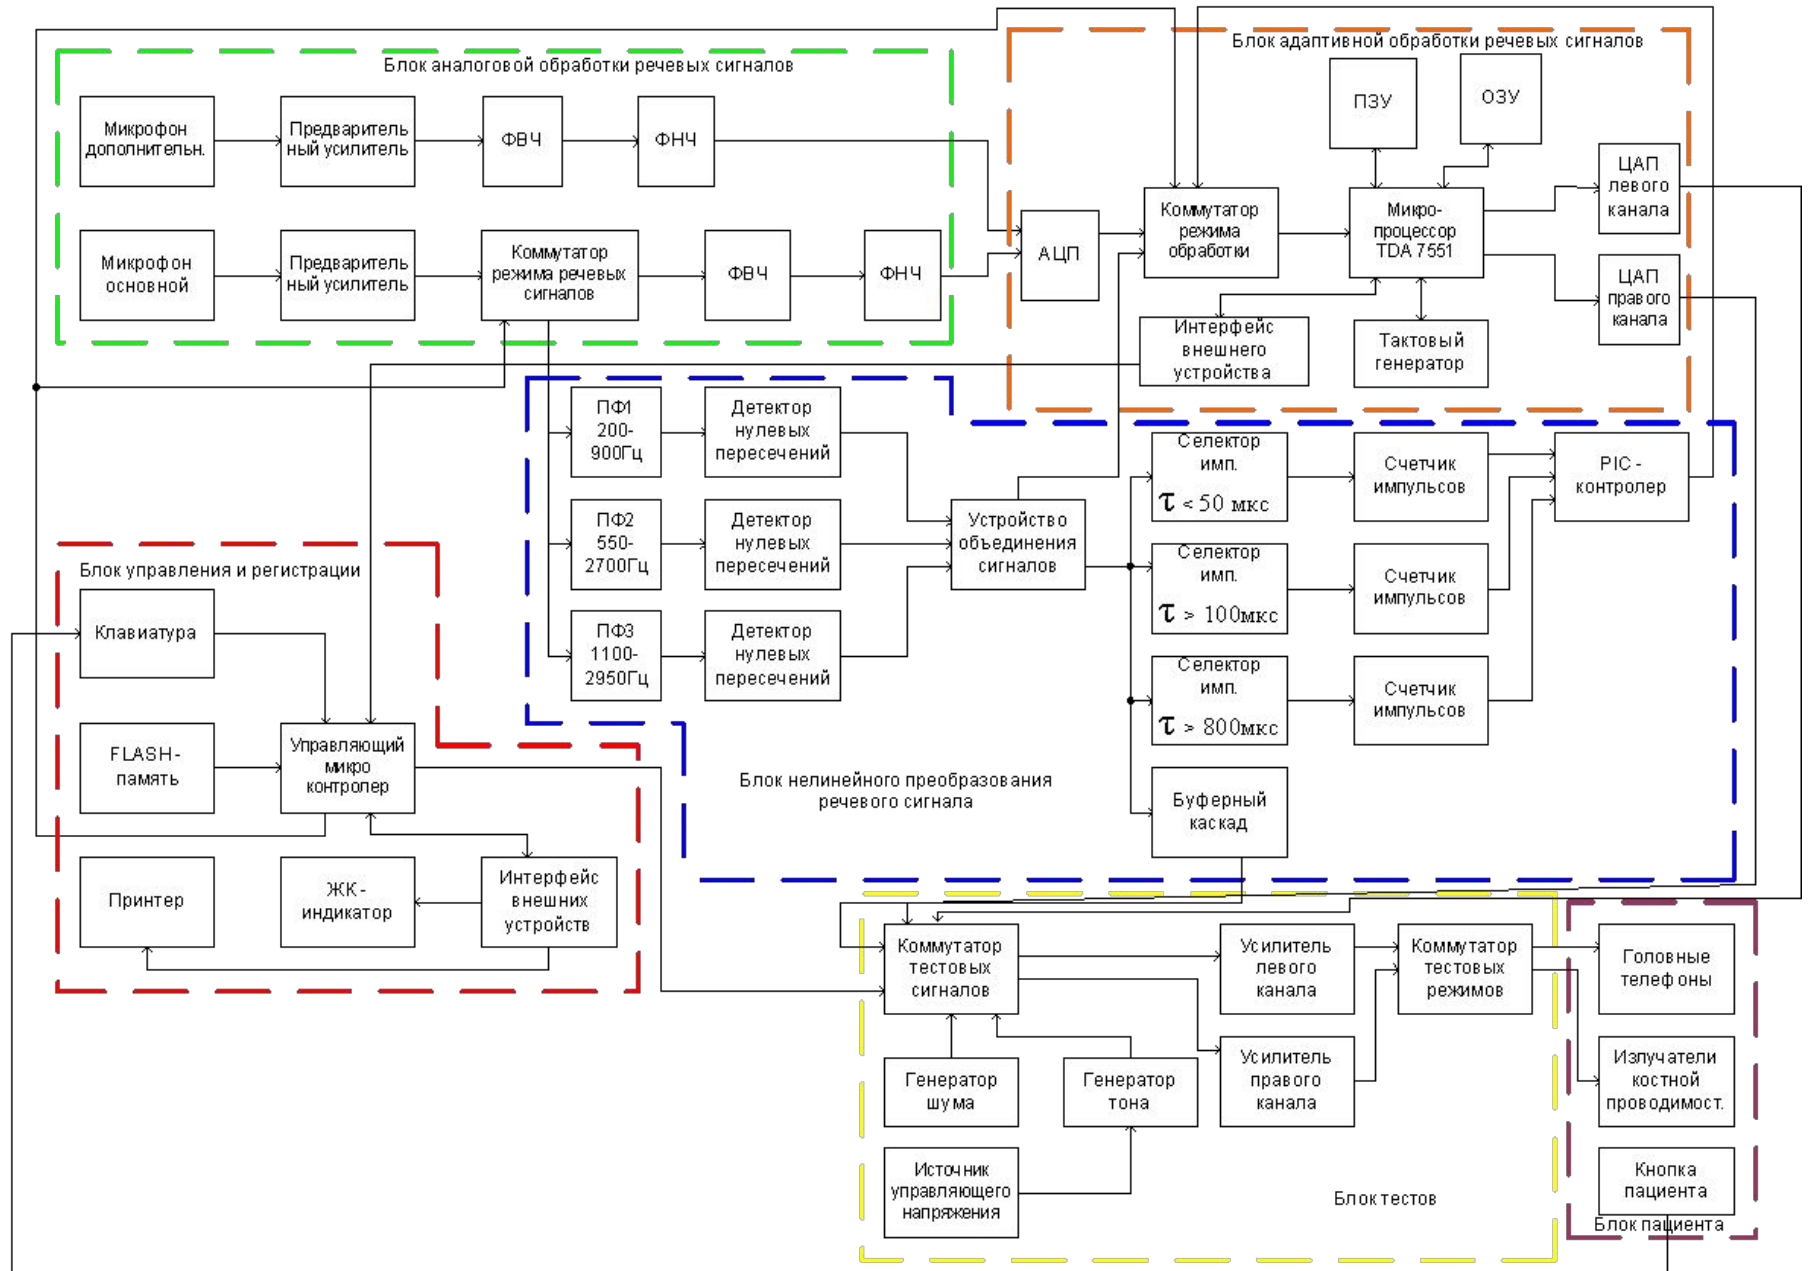 Блок аналоговой обработки речевых сигналов
Микрофон
дополнительн.
Предваритель
ный усилитель
ФВЧ
ФНЧ
Микрофон
основной
Предваритель
ный усилитель
Коммутатор
режима речевых
сигналов
ФВЧ
ФНЧ
Блок адаптивной обработки речевых сигналов
ПЗУ
ОЗУ
АЦП
Коммутатор
режима
обработки
Микро-
процессор
TDA 7551
ЦАП
левого
канала
ЦАП
правого
канала
Интерфейс
внешнего
устройства
Тактовый
генератор
ПФ1
200-
900Гц
Детектор
нулевых
пересечений
ПФ2
550-
2700Гц
Детектор
нулевых
пересечений
ПФ3
1100-
2950Гц
Детектор
нулевых
пересечений
Устройство
объединения
сигналов
Селектор
имп.
τ < 50 мкс
Счетчик
импульсов
PIC -
контролер
Селектор
имп.
τ > 100мкс
Счетчик
импульсов
Селектор
имп.
τ > 800мкс
Счетчик
импульсов
Буферный
каскад
Блок нелинейного преобразования
речевого сигнала
Блок управления и регистрации
Клавиатура
FLASH-
память
Управляющий
микро
контролер
Принтер
ЖК -
индикатор
Интерфейс
внешних
устройств
Коммутатор
тестовых
сигналов
Усилитель
левого
канала
Коммутатор
тестовых
режимов
Генератор
шума
Генератор
тона
Усилитель
правого
канала
Источник
управляющего
напряжения
Блок тестов
Головные
телефоны
Излучатели
костной
проводимост.
Кнопка
пациента
Блок пациента